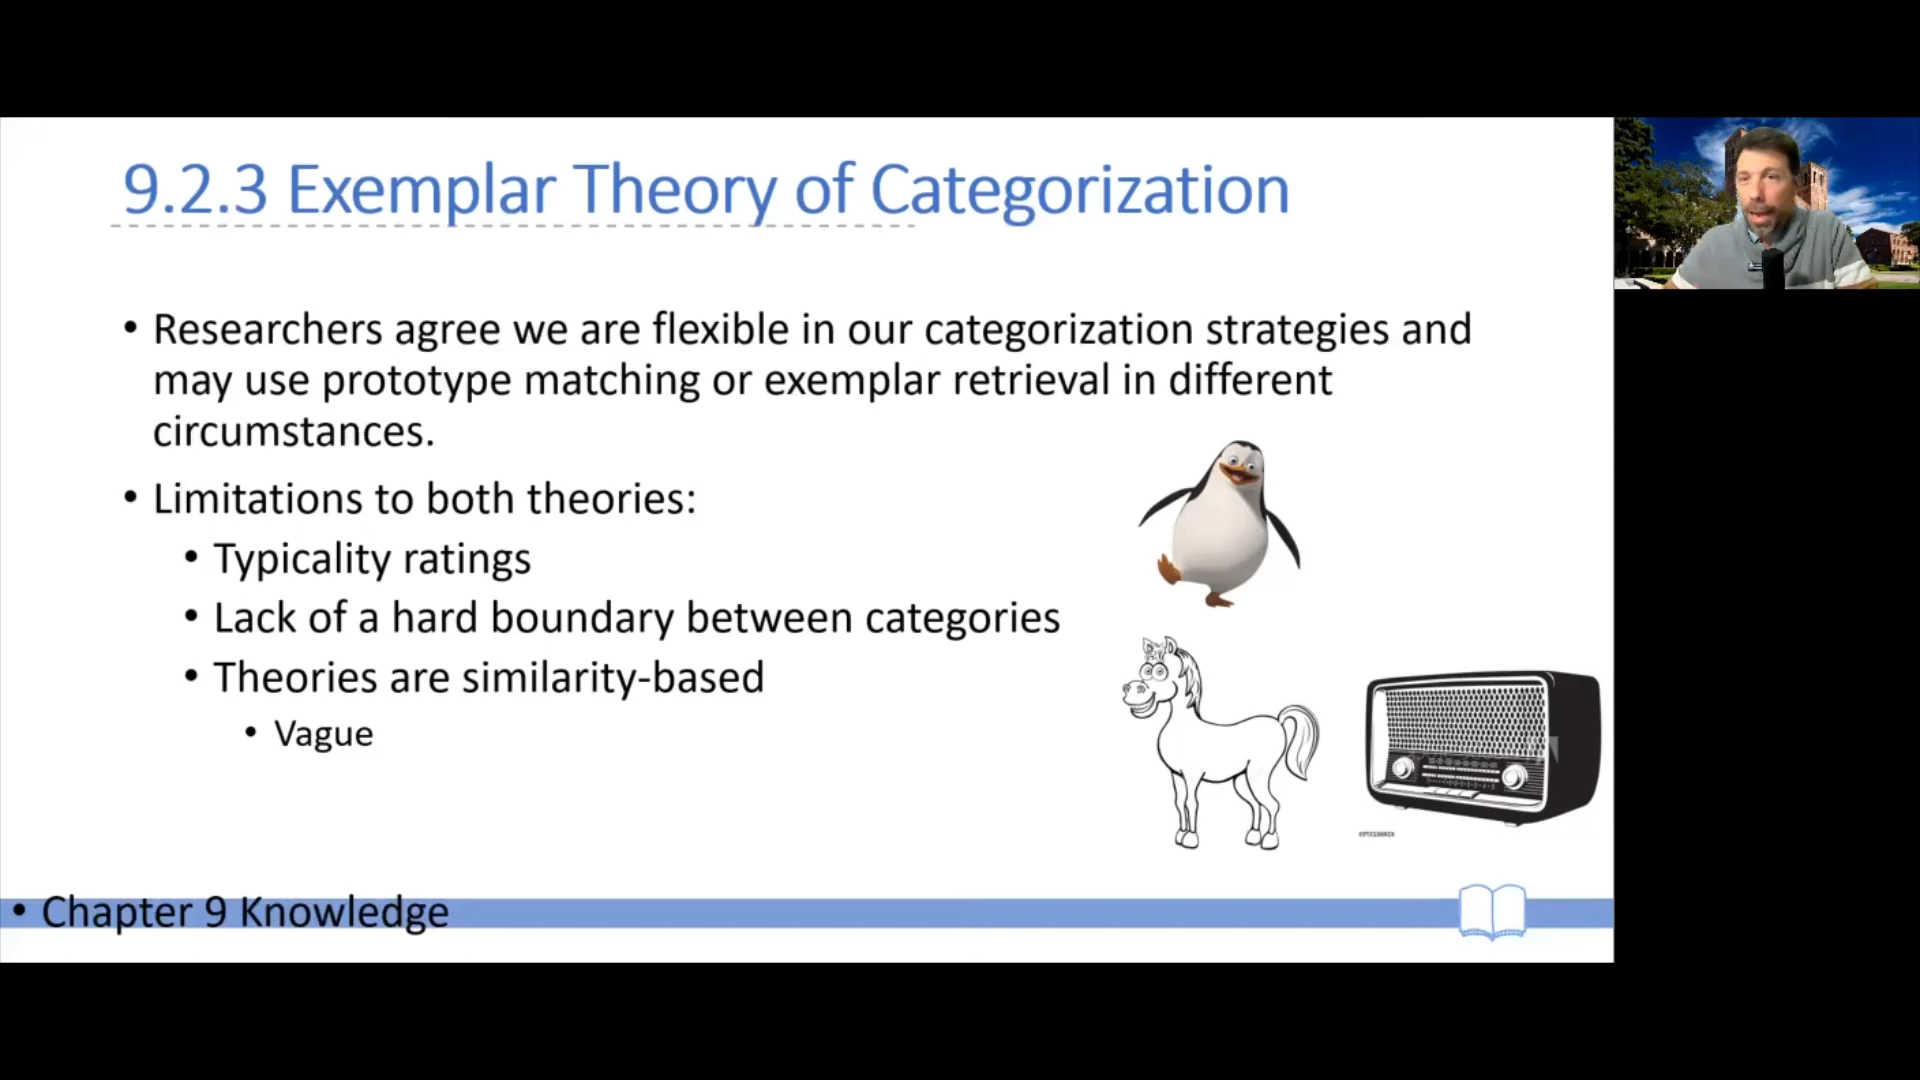 9.2.3 Exemplar Theory of Categorization
• Researchers agree we are flexible in our categorization strategies and
may use prototype matching or exemplar retrieval in different
circumstances.
• Limitations to both theories:
• Typicality ratings
• Lack of a hard boundary between categories
• Theories are similarity-based
• Vague
• Chapter 9 Knowledge